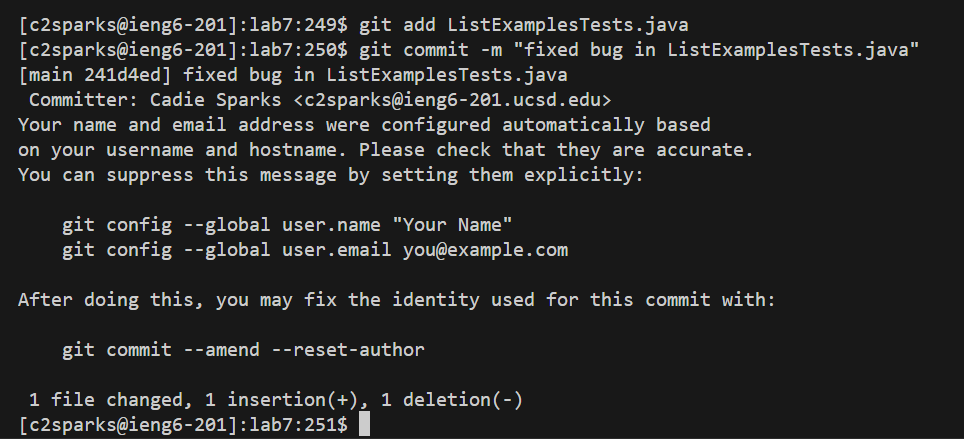 [c2sparks@ieng6-201]:lab7:249$ git add ListExamplesTests.java
[c2sparks@ieng6-201]:lab7:250$ git commit -m "fixed bug in ListExamplesTests.java"
[main 241d4ed] fixed bug in ListExamplesTests.java
 Committer: Cadie Sparks <c2sparks@ieng6-201.ucsd.edu>
Your name and email address were configured automatically based
on your username and hostname. Please check that they are accurate.
You can suppress this message by setting them explicitly:

    git config --global user.name "Your Name"
    git config --global user.email you@example.com

After doing this, you may fix the identity used for this commit with:

    git commit --amend --reset-author

 1 file changed, 1 insertion(+), 1 deletion(-)
[c2sparks@ieng6-201]:lab7:251$